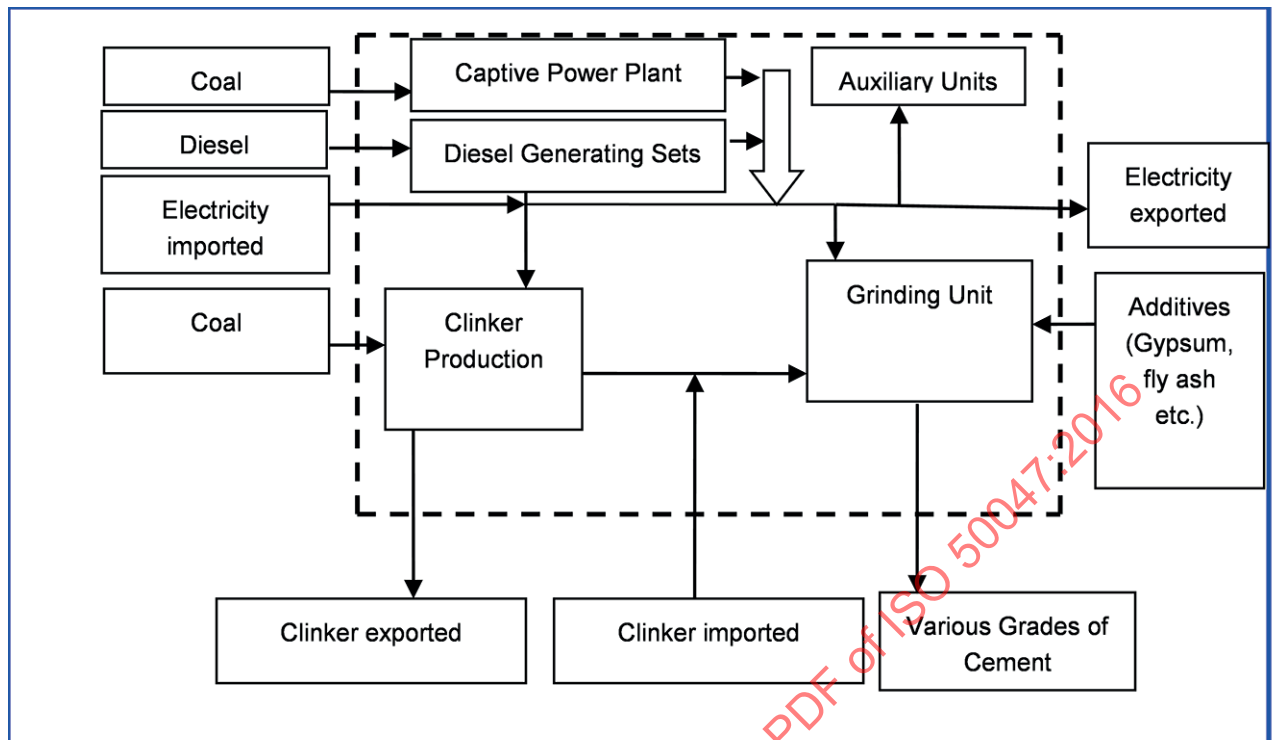 Coal
Captive Power Plant
Auxiliary Units
Diesel
Diesel Generating Sets
Electricity
imported
Electricity
exported
Coal
Clinker
Production
Grinding Unit
Additives
(Gypsum,
fly ash
etc.)
Clinker exported
Clinker imported
Various Grades of
Cement
PDF of ISO 50047:2016